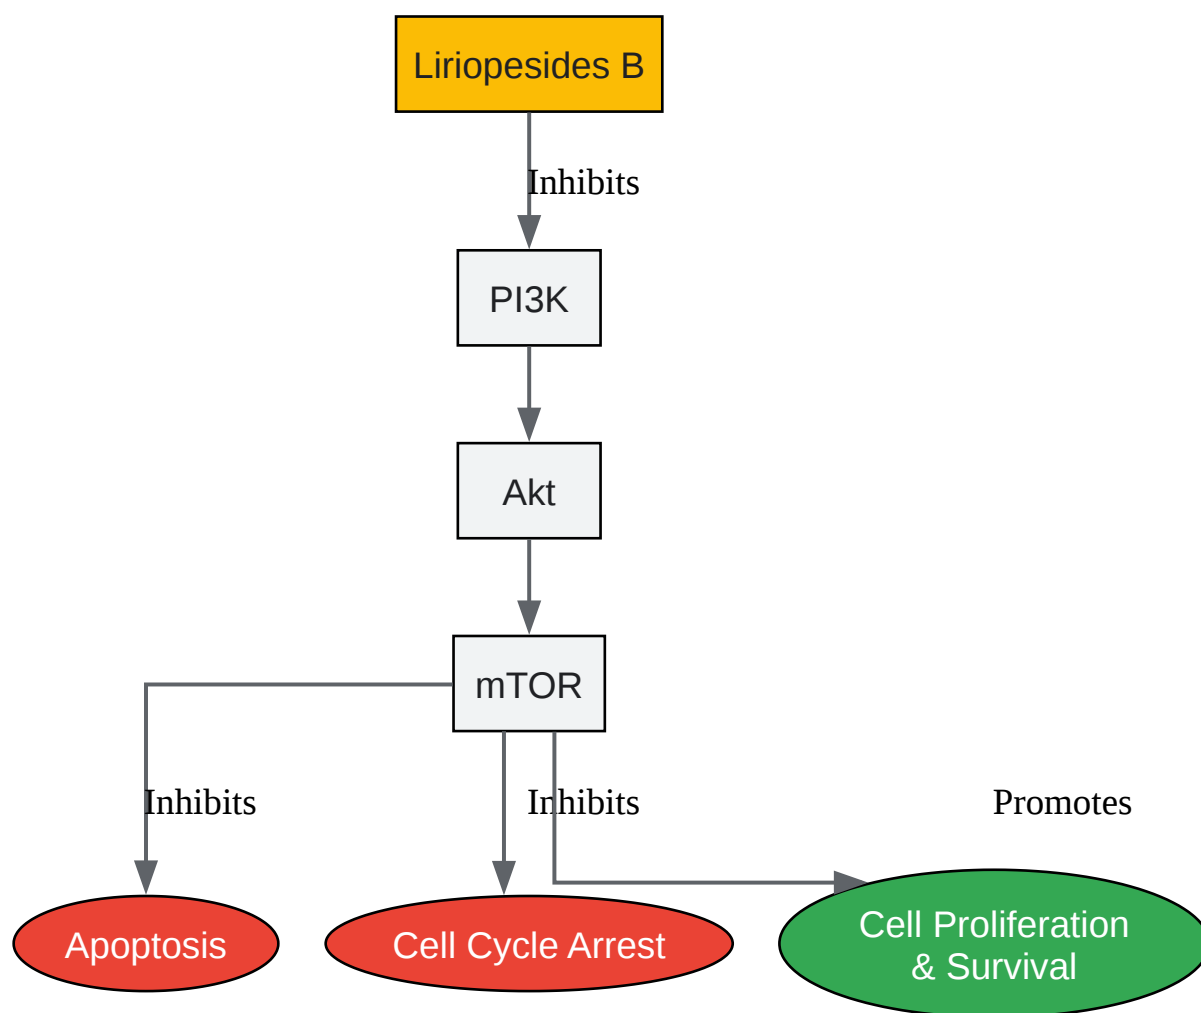 Liriopesides B
Inhibits
PI3K
Akt
mTOR
Inhibits
Inhibits
Promotes
Apoptosis
Cell Cycle Arrest
Cell Proliferation
& Survival